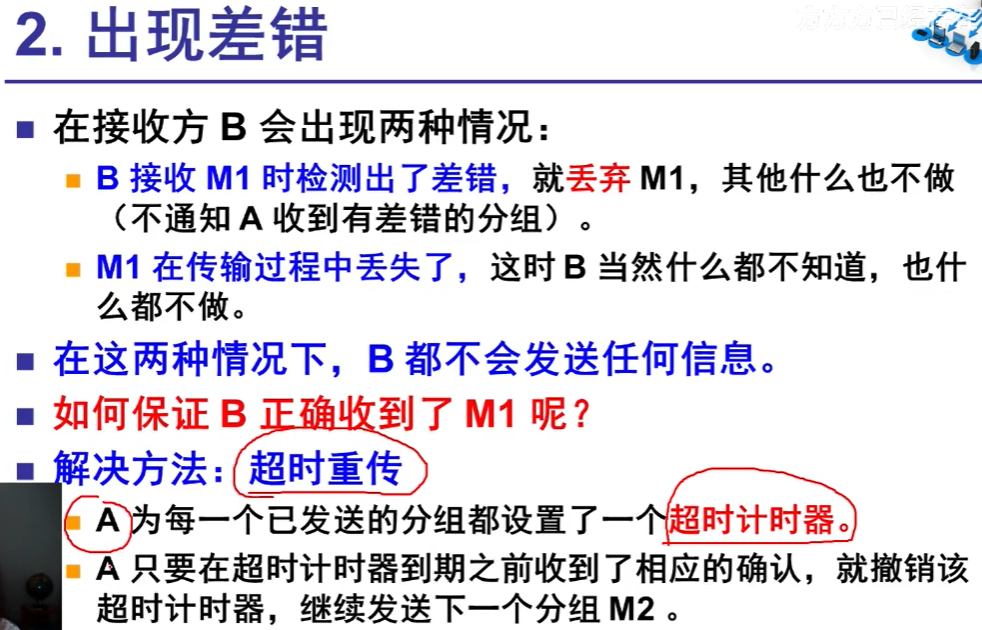 2. 出现差错
在接收方 B 会出现两种情况：
B 接收 M1 时检测出了差错，就丢弃 M1，其他什么也不做
（不通知 A 收到有差错的分组）。
M1 在传输过程中丢失了，这时 B 当然什么都不知道，也什
么都不做。
在这两种情况下，B 都不会发送任何信息。
如何保证 B 正确收到了 M1 呢？
解决方法：超时重传
A 为每一个已发送的分组都设置了一个超时计时器。
A 只要在超时计时器到期之前收到了相应的确认，就撤销该
超时计时器，继续发送下一个分组 M2 。